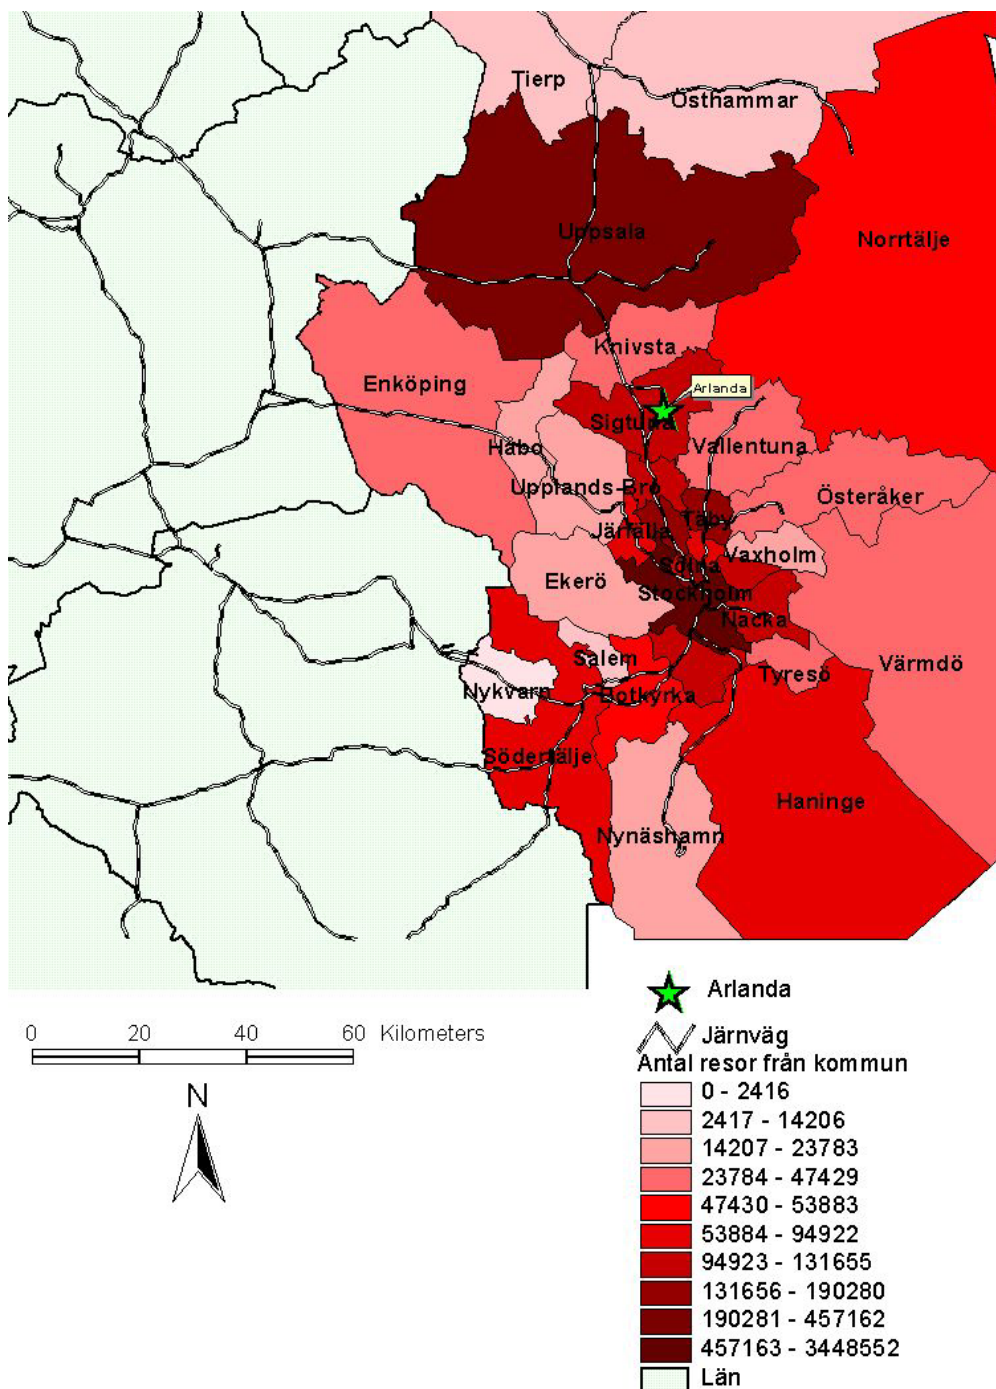 Tierp
Östhammar
Uppsala
Norrtälje
Knivsta
Enköping
Arlanda
Sigtuna
Håbo
Vallentuna
Upplands-Bro
Österåker
Järfälla
Täby
Vaxholm
Solna
Ekerö
Stockholm
Nacka
Salem
Tyresö
Värmdö
Nykvarn
Botkyrka
Södertälje
Haninge
Nynäshamn
Arlanda
0 20 40 60 Kilometers
Järnväg
Antal resor från kommun
N
0 - 2416
2417 - 14206
14207 - 23783
23784 - 47429
47430 - 53883
53884 - 94922
94923 - 131655
131656 - 190280
190281 - 457162
457163 - 3448552
Län